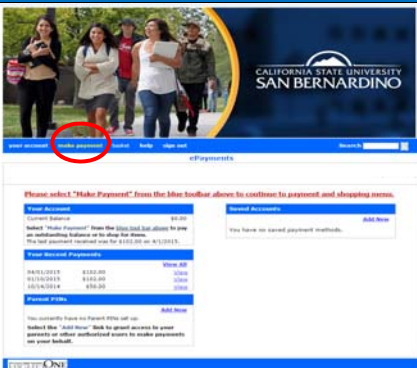 CALIFORNIA STATE UNIVERSITY
SAN BERNARDINO
your account make payment basket help sign out Search
ePayments
Please select "Make Payment" from the blue toolbar above to continue to payment and shopping menu.
Your Account
Current Balance $0.00
Select "Make Payment" from the blue tool bar above to pay
an outstanding balance or to shop for items.
The last payment received was for $102.00 on 4/1/2015.
Your Recent Payments
View All
04/01/2015 $102.00 View
01/10/2015 $102.00 View
10/14/2014 $50.00 View
Parent PINs
Add New
You currently have no Parent PINs set up.
Select the "Add New" link to grant access to your
parents or other authorized users to make payments
on your behalf.
Saved Accounts
Add New
You have no saved payment methods.